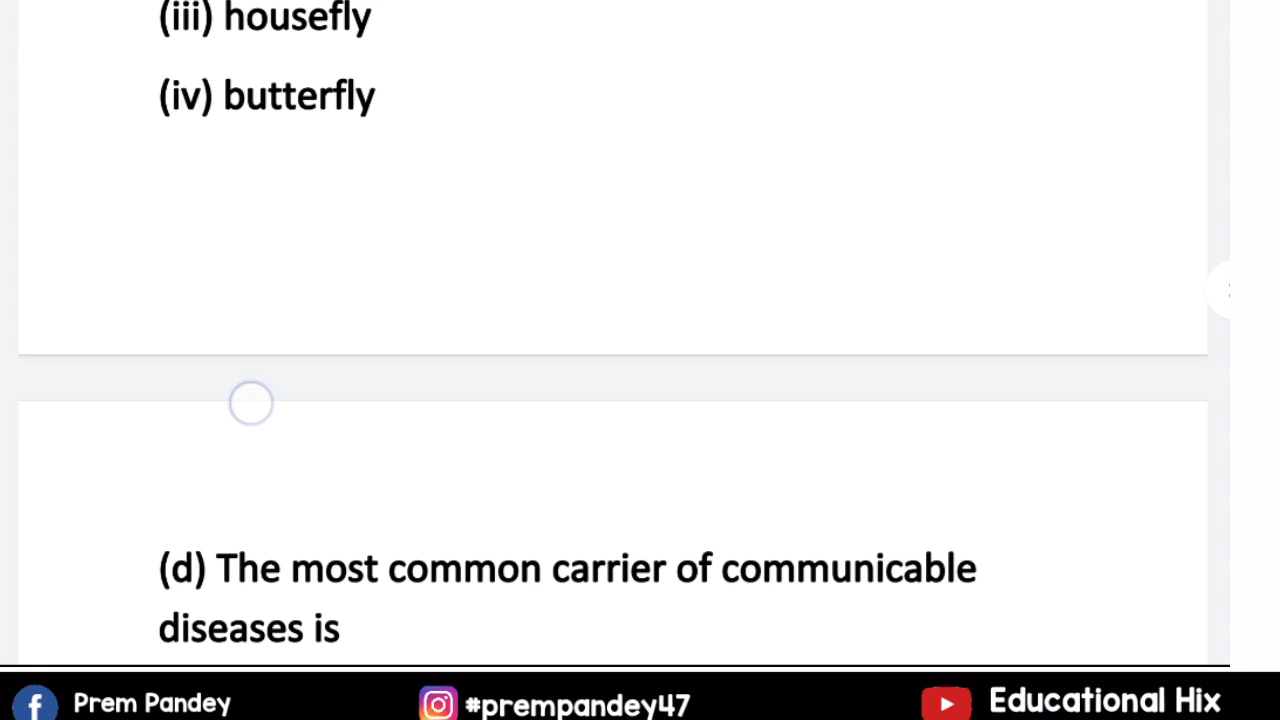 (iii) housefly
(iv) butterfly
(d) The most common carrier of communicable
diseases is
f Prem Pandey #prempandey47 Educational Hix